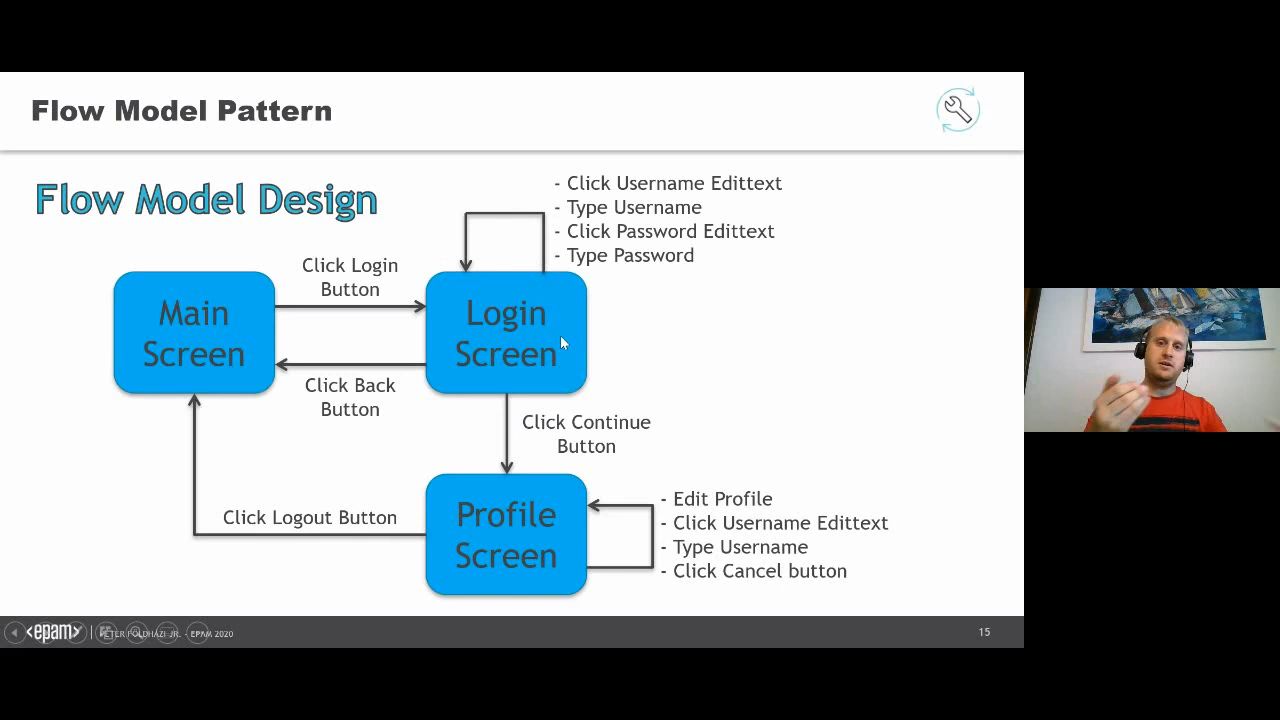 Flow Model Pattern
Flow Model Design
- Click Username Edittext
- Type Username
- Click Password Edittext
- Type Password
Click Login
Button
Main
Screen
Login
Screen
Click Back
Button
Click Continue
Button
Click Logout Button
Profile
Screen
- Edit Profile
- Click Username Edittext
- Type Username
- Click Cancel button
<epam> | PÉTER FÖLDHÁZI JR. - EPAM 2020
15